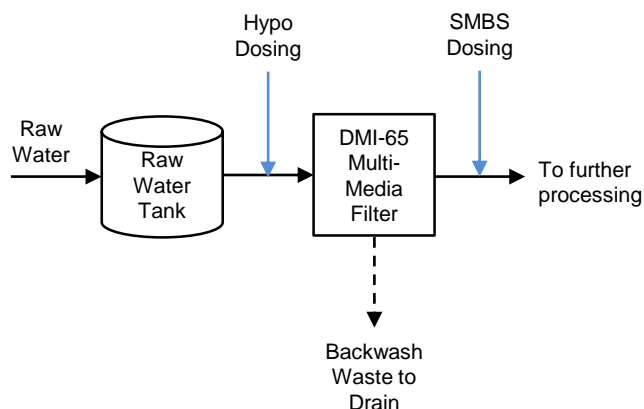 Hypo
Dosing
SMBS
Dosing
Raw
Water
Raw
Water
Tank
DMI-65
Multi-
Media
Filter
To further
processing
Backwash
Waste to
Drain